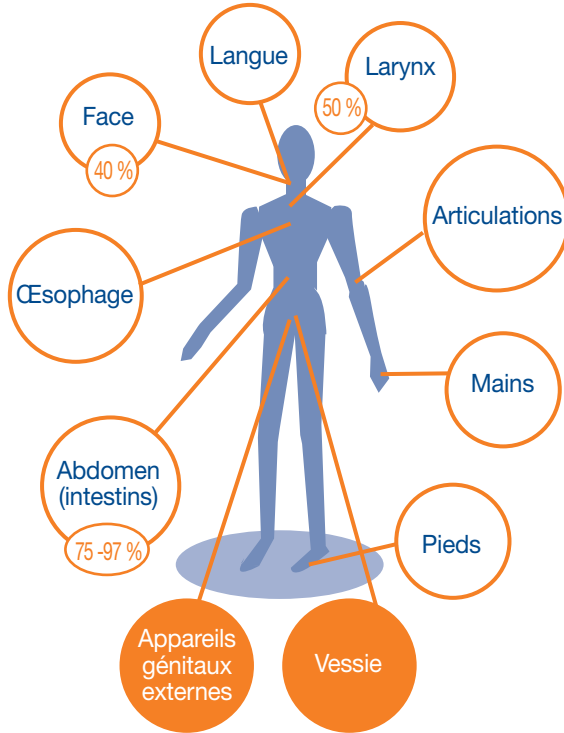 Langue
Larynx
50 %
Face
40 %
Articulations
Œsophage
Mains
Abdomen
(intestins)
75 -97 %
Pieds
Appareils
génitaux
externes
Vessie